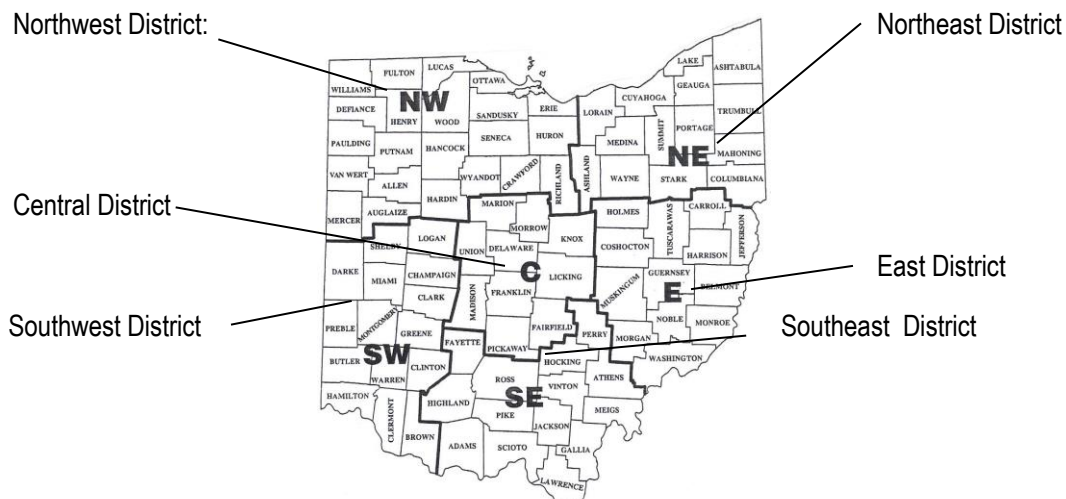 Northwest District:
Northeast District
LAKE
ASHTABULA
FULTON
LUCAS
OTTAWA
GEAUGA
WILLIAMS
CUYAHOGA
NW
ERIE
LORAIN
TRUMBULL
DEFIANCE
HENRY
WOOD
SANDUSKY
SUMMIT
PORTAGE
SENECA
HURON
MEDINA
PAULDING
HANCOCK
NE
MAHONING
PUTNAM
CRAWFORD
RICHLAND
ASHLAND
WAYNE
STARK
COLUMBIANA
VAN WERT
WYANDOT
ALLEN
HARDIN
MARION
HOLMES
CARROLL
Central District
MERCER
AUGLAIZE
MORROW
TUSCARAWAS
JEFFERSON
LOGAN
KNOX
SHELBY
UNION
DELAWARE
COSHOCTON
HARRISON
DARKE
C
CHAMPAIGN
LICKING
GUERNSEY
East District
MIAMI
FRANKLIN
MUSKINGUM
E
BELMONT
CLARK
MADISON
NOBLE
MONROE
Southwest District
PREBLE
MONTGOMERY
GREENE
FAIRFIELD
PERRY
MORGAN
Southeast District
FAYETTE
PICKAWAY
WASHINGTON
BUTLER
SW
HOCKING
WARREN
CLINTON
ROSS
ATHENS
HAMILTON
VINTON
SE
HIGHLAND
CLERMONT
PIKE
MEIGS
BROWN
JACKSON
ADAMS
SCIOTO
GALLIA
LAWRENCE